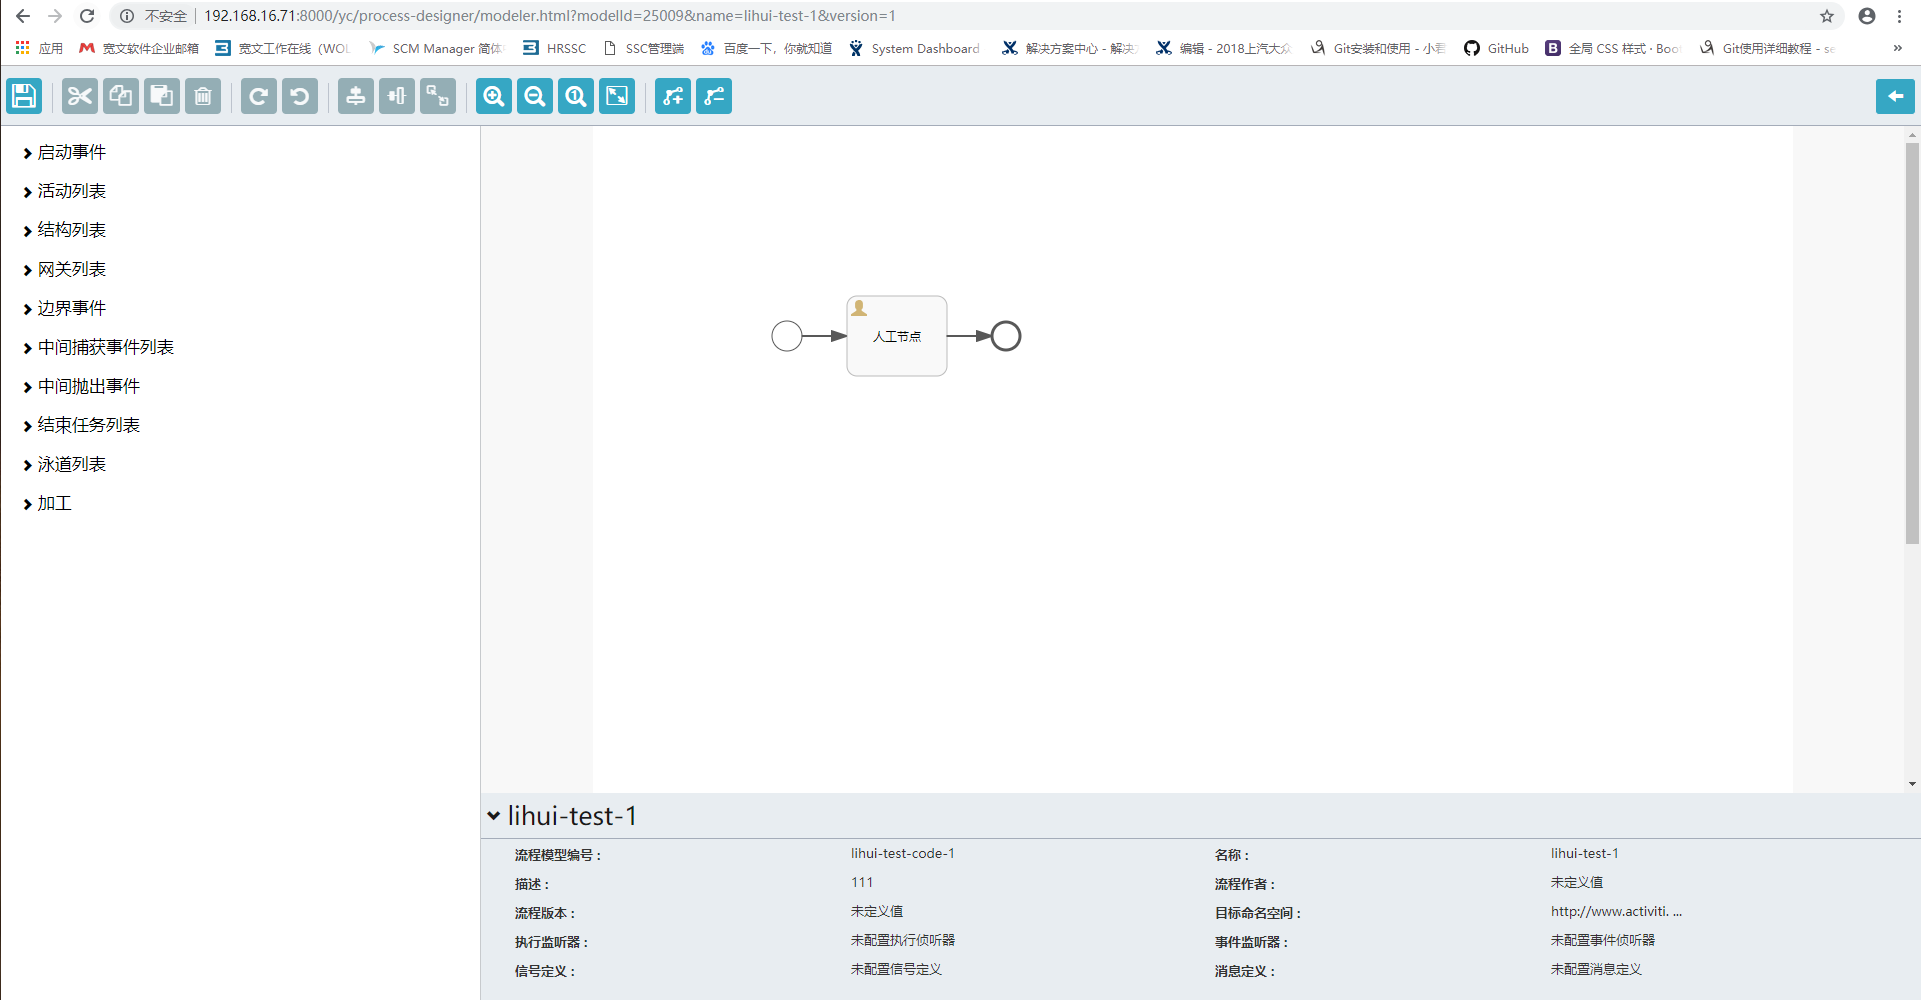 不安全 192.168.16.71:8000/yc/process-designer/modeler.html?modelId=25009&name=lihui-test-1&version=1
应用 宽文软件企业邮箱 宽文工作在线（WOL SCM Manager 简体 HRSSC SSC管理端 百度一下，你就知道 System Dashboard 解决方案中心 - 解决 编辑 - 2018上汽大众 Git安装和使用 - 小君 GitHub B 全局 CSS 样式 · Boo Git使用详细教程 - se »
启动事件
活动列表
结构列表
网关列表
边界事件
中间捕获事件列表
中间抛出事件
结束任务列表
泳道列表
加工
人工节点
lihui-test-1
流程模型编号： lihui-test-code-1 名称： lihui-test-1
描述： 111 流程作者： 未定义值
流程版本： 未定义值 目标命名空间： http://www.activiti. ...
执行监听器： 未配置执行侦听器 事件监听器： 未配置事件侦听器
信号定义： 未配置信号定义 消息定义： 未配置消息定义